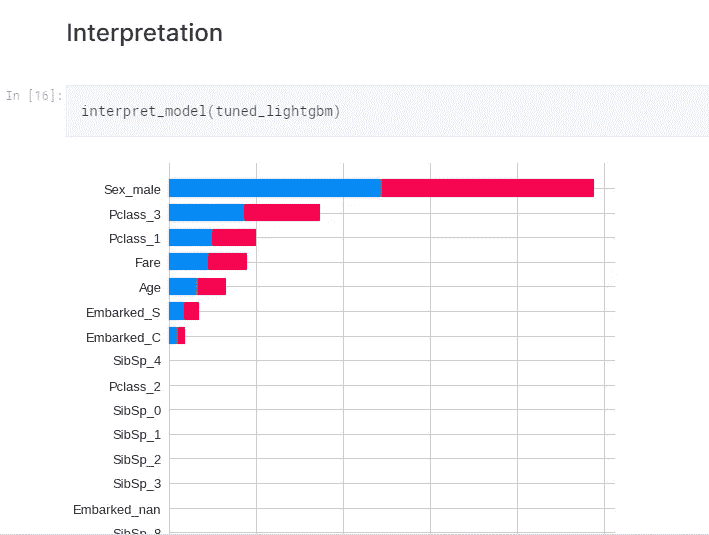 Interpretation
In [16]:
interpret_model(tuned_lightgbm)
Sex_male
Pclass_3
Pclass_1
Fare
Age
Embarked_S
Embarked_C
SibSp_4
Pclass_2
SibSp_0
SibSp_1
SibSp_2
SibSp_3
Embarked_nan
SibSp_8